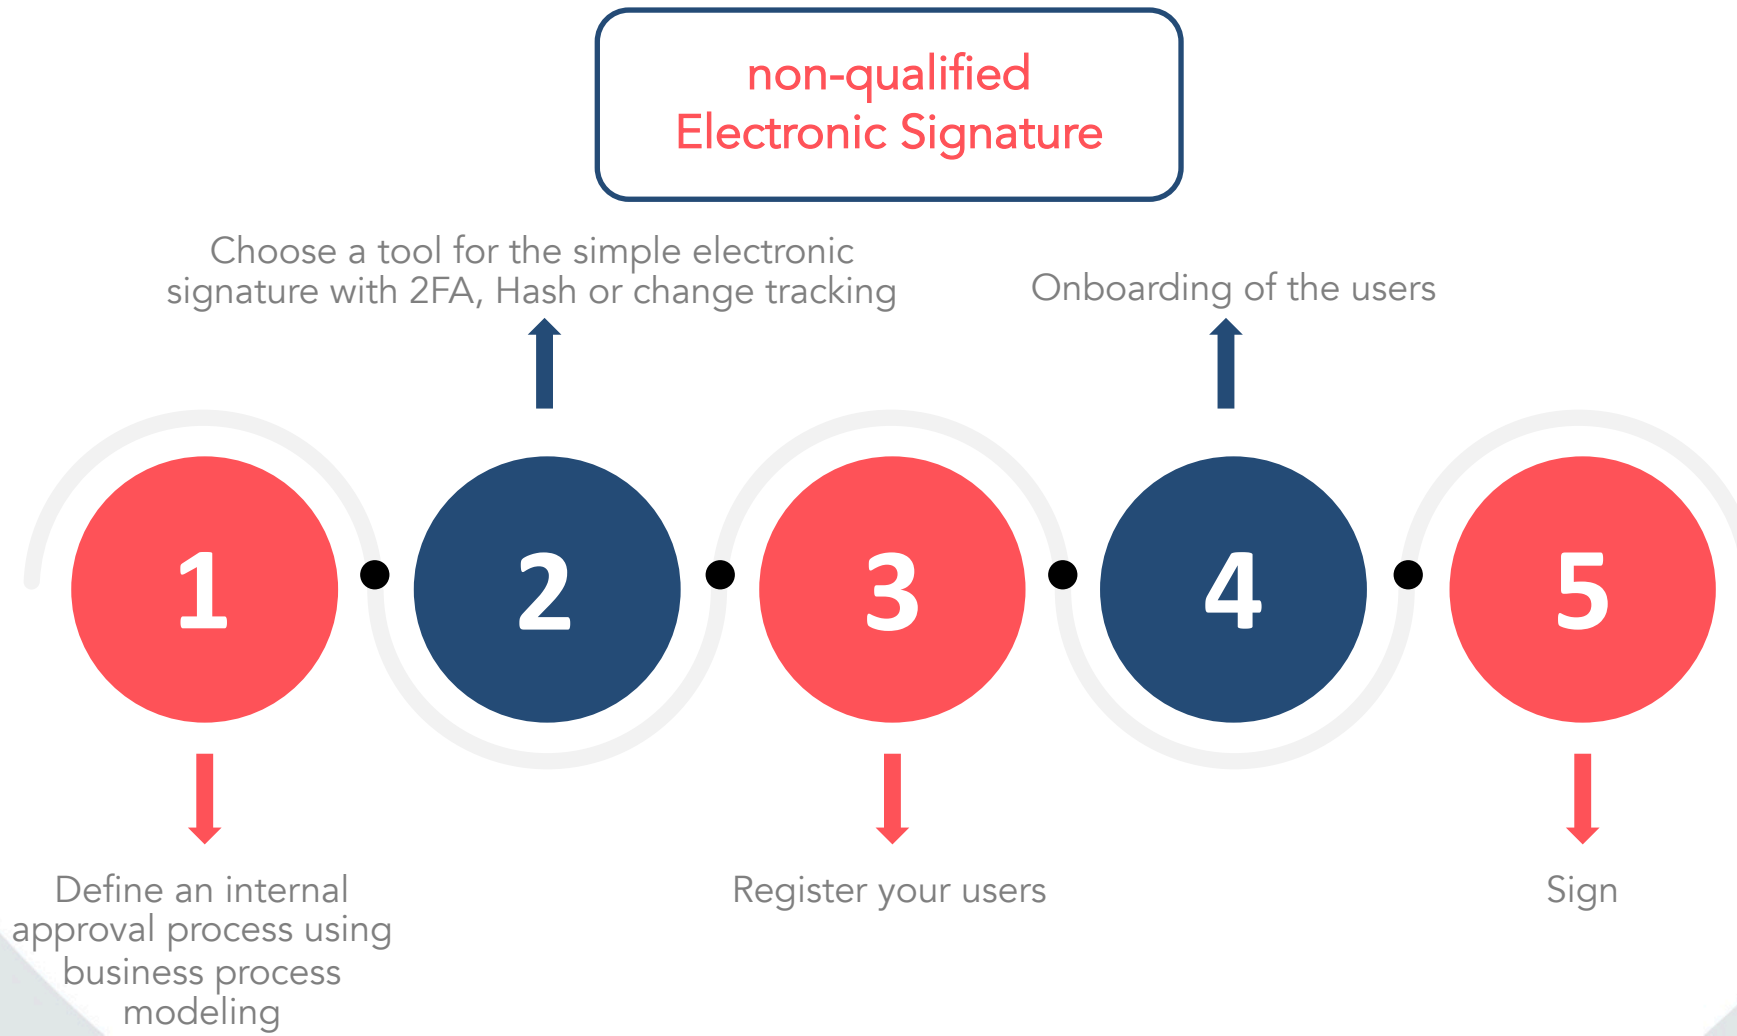 non-qualified
Electronic Signature
Choose a tool for the simple electronic
signature with 2FA, Hash or change tracking
Onboarding of the users
1
2
3
4
5
Define an internal
approval process using
business process
modeling
Register your users
Sign